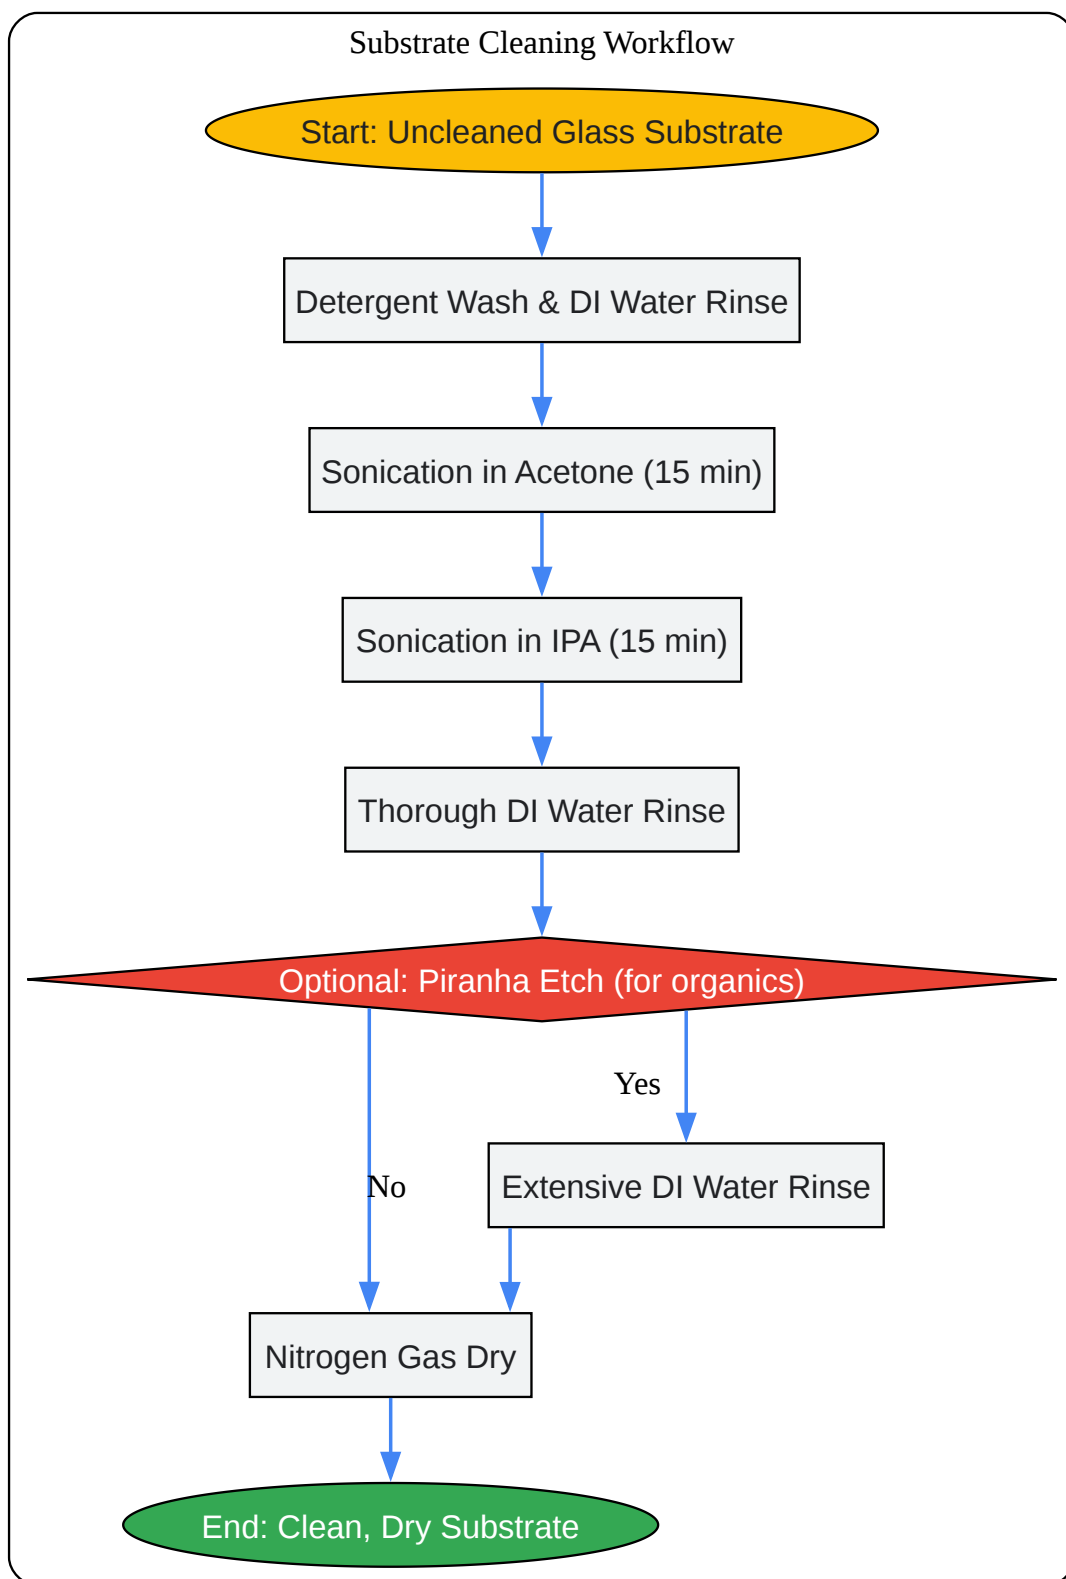 Substrate Cleaning Workflow
Start: Uncleaned Glass Substrate
Detergent Wash & DI Water Rinse
Sonication in Acetone (15 min)
Sonication in IPA (15 min)
Thorough DI Water Rinse
Optional: Piranha Etch (for organics)
Yes
No
Extensive DI Water Rinse
Nitrogen Gas Dry
End: Clean, Dry Substrate